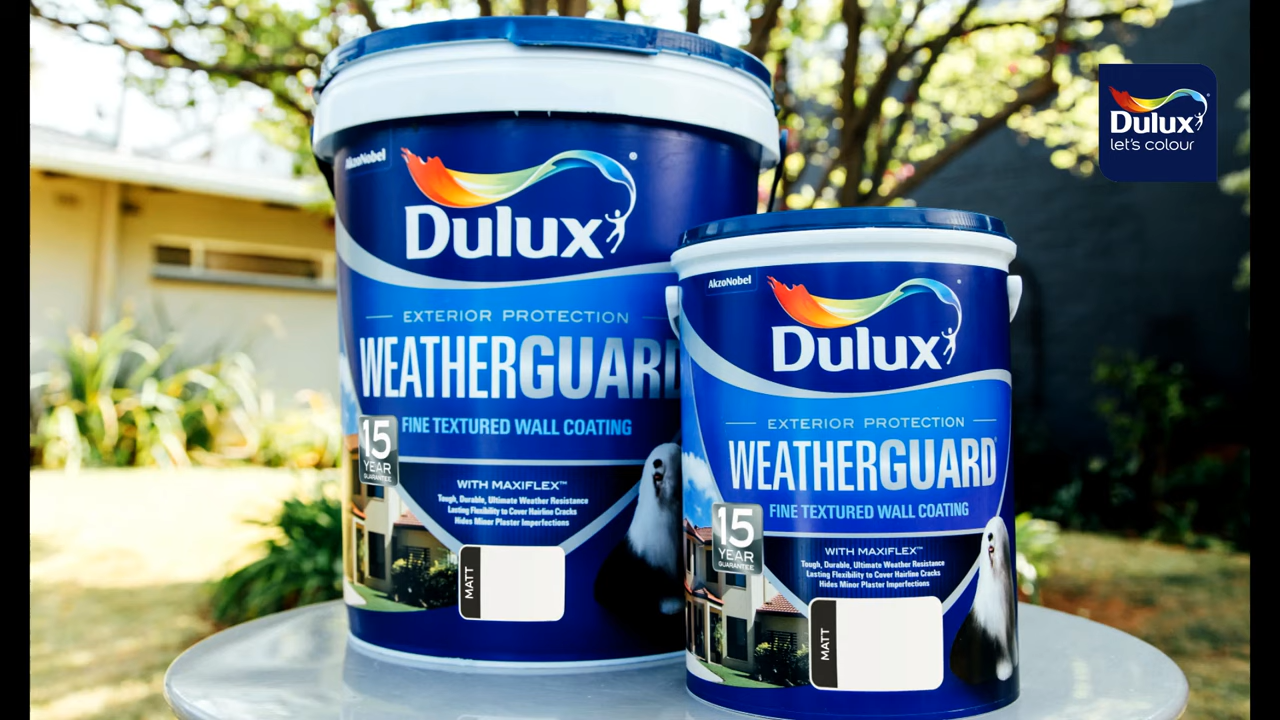 AkzoNobel
Dulux
EXTERIOR PROTECTION
WEATHERGUARD
FINE TEXTURED WALL COATING
15
YEAR
GUARANTEE
WITH MAXIFLEX™
Tough, Durable, Ultimate Weather Resistance
Lasting Flexibility to Cover Hairline Cracks
Hides Minor Plaster Imperfections
MATT
AkzoNobel
Dulux
EXTERIOR PROTECTION
WEATHERGUARD
FINE TEXTURED WALL COATING
15
YEAR
GUARANTEE
WITH MAXIFLEX™
Tough, Durable, Ultimate Weather Resistance
Lasting Flexibility to Cover Hairline Cracks
Hides Minor Plaster Imperfections
MATT
Dulux
let's colour